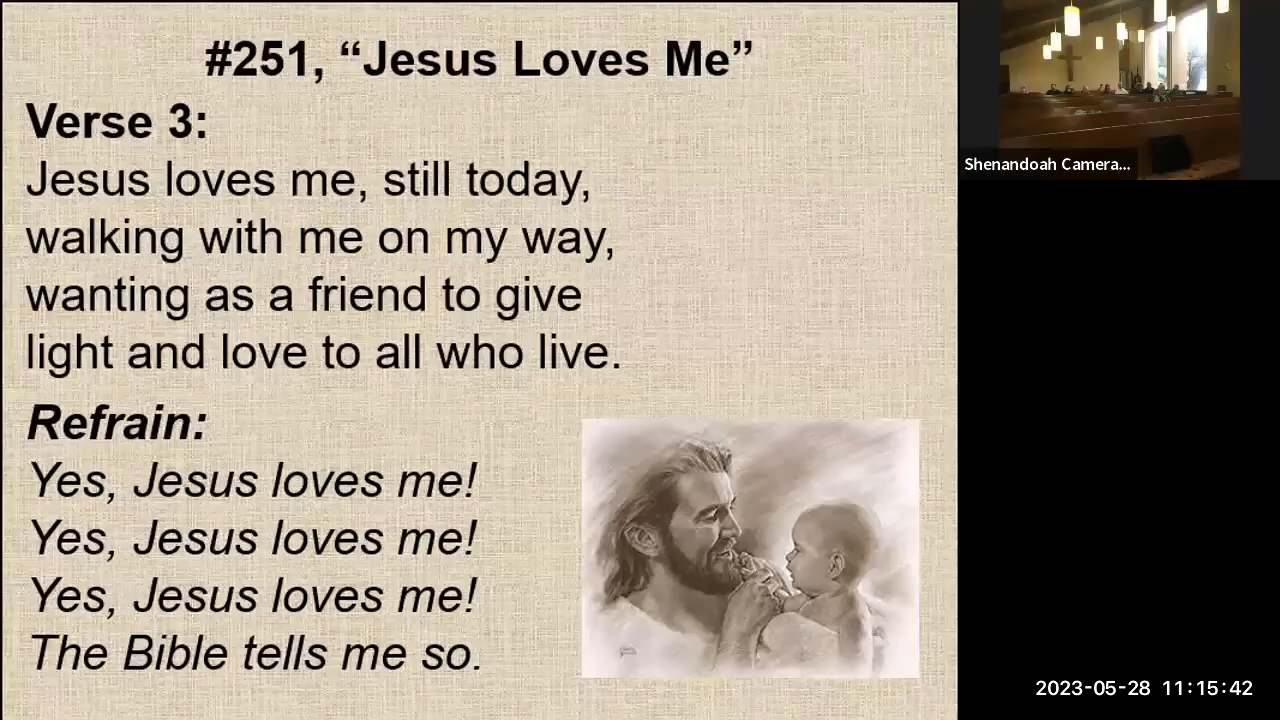 #251, “Jesus Loves Me”
Verse 3:
Jesus loves me, still today,
walking with me on my way,
wanting as a friend to give
light and love to all who live.
Refrain:
Yes, Jesus loves me!
Yes, Jesus loves me!
Yes, Jesus loves me!
The Bible tells me so.
Shenandoah Camera...
2023-05-28 11:15:42